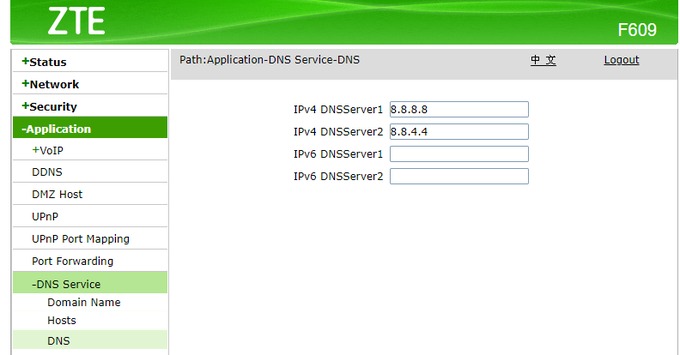 ZTE
F609
+Status
Path:Application-DNS Service-DNS
中 文
Logout
+Network
+Security
-Application
+VoIP
DDNS
DMZ Host
UPnP
UPnP Port Mapping
Port Forwarding
-DNS Service
Domain Name
Hosts
DNS
IPv4 DNSServer1 8.8.8.8
IPv4 DNSServer2 8.8.4.4
IPv6 DNSServer1
IPv6 DNSServer2